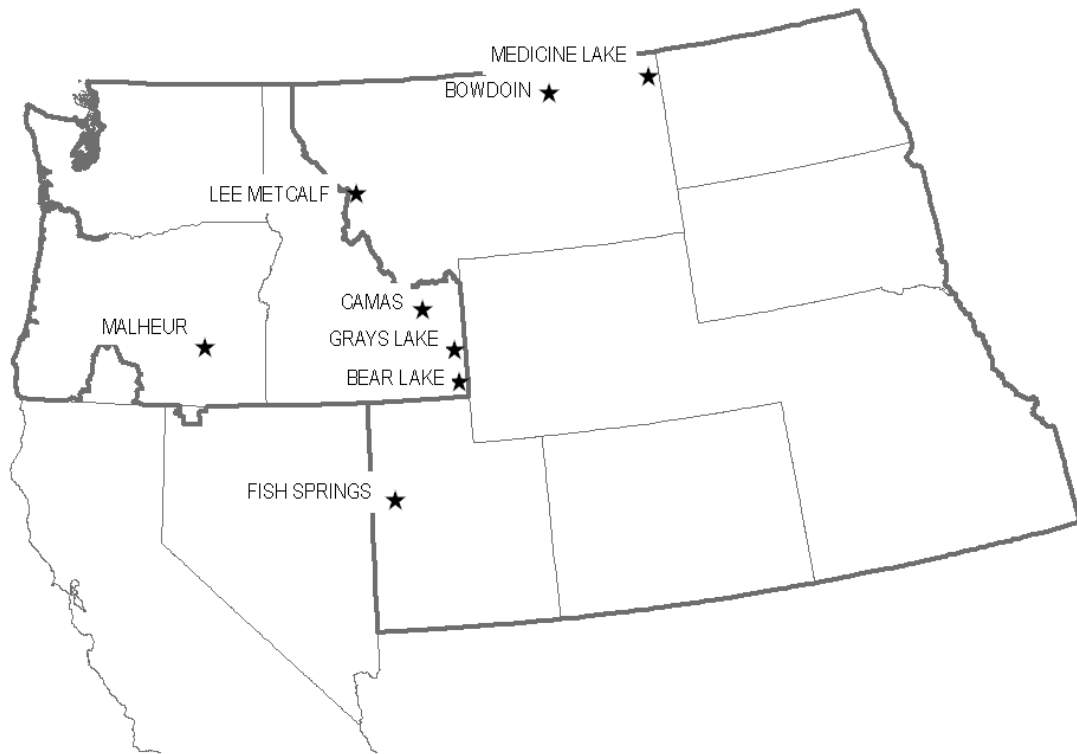 MEDICINE LAKE
BOWDOIN
LEE METCALF
CAMAS
MALHEUR
GRAYS LAKE
BEAR LAKE
FISH SPRINGS